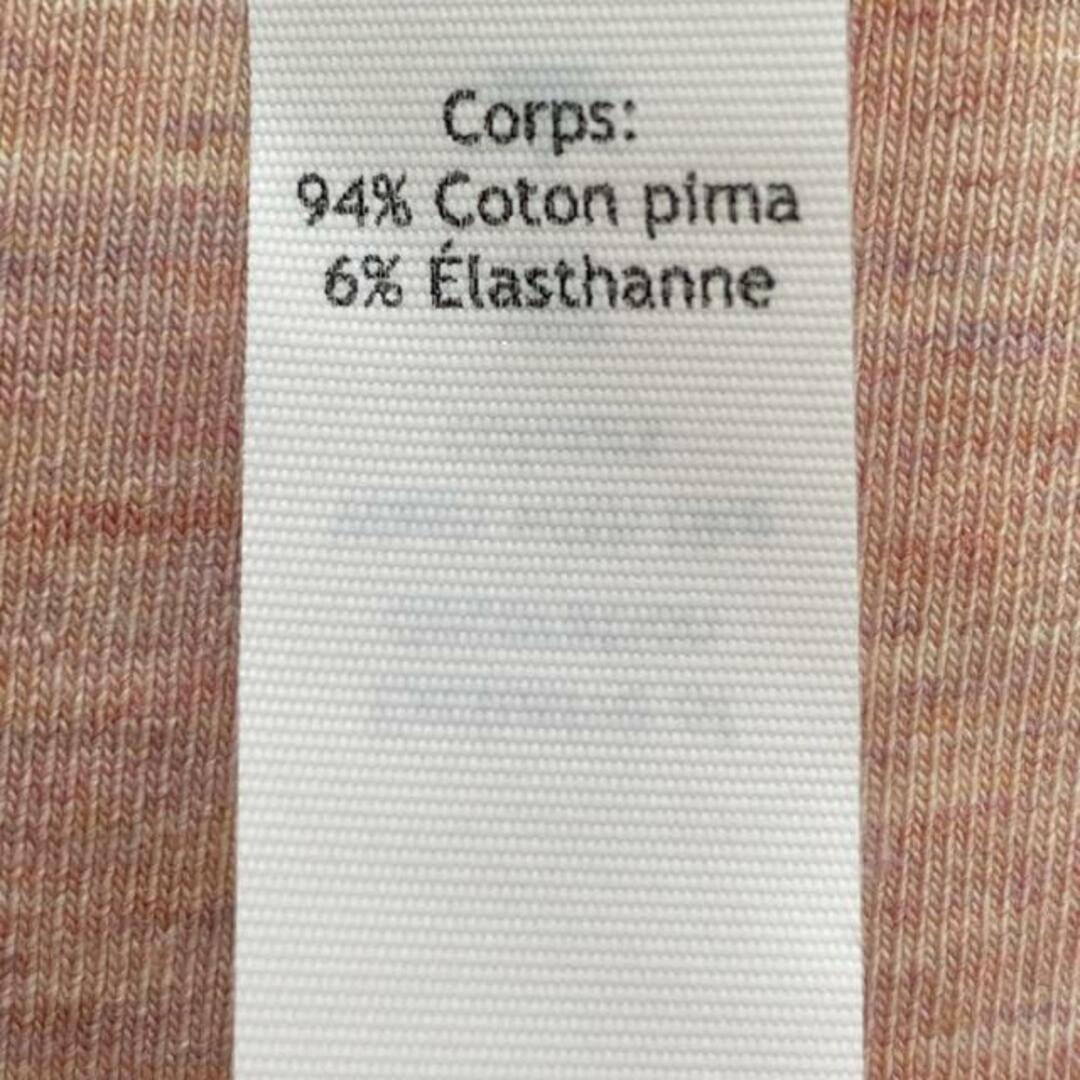 Corps:
94% Coton pima
6% Élasthanne